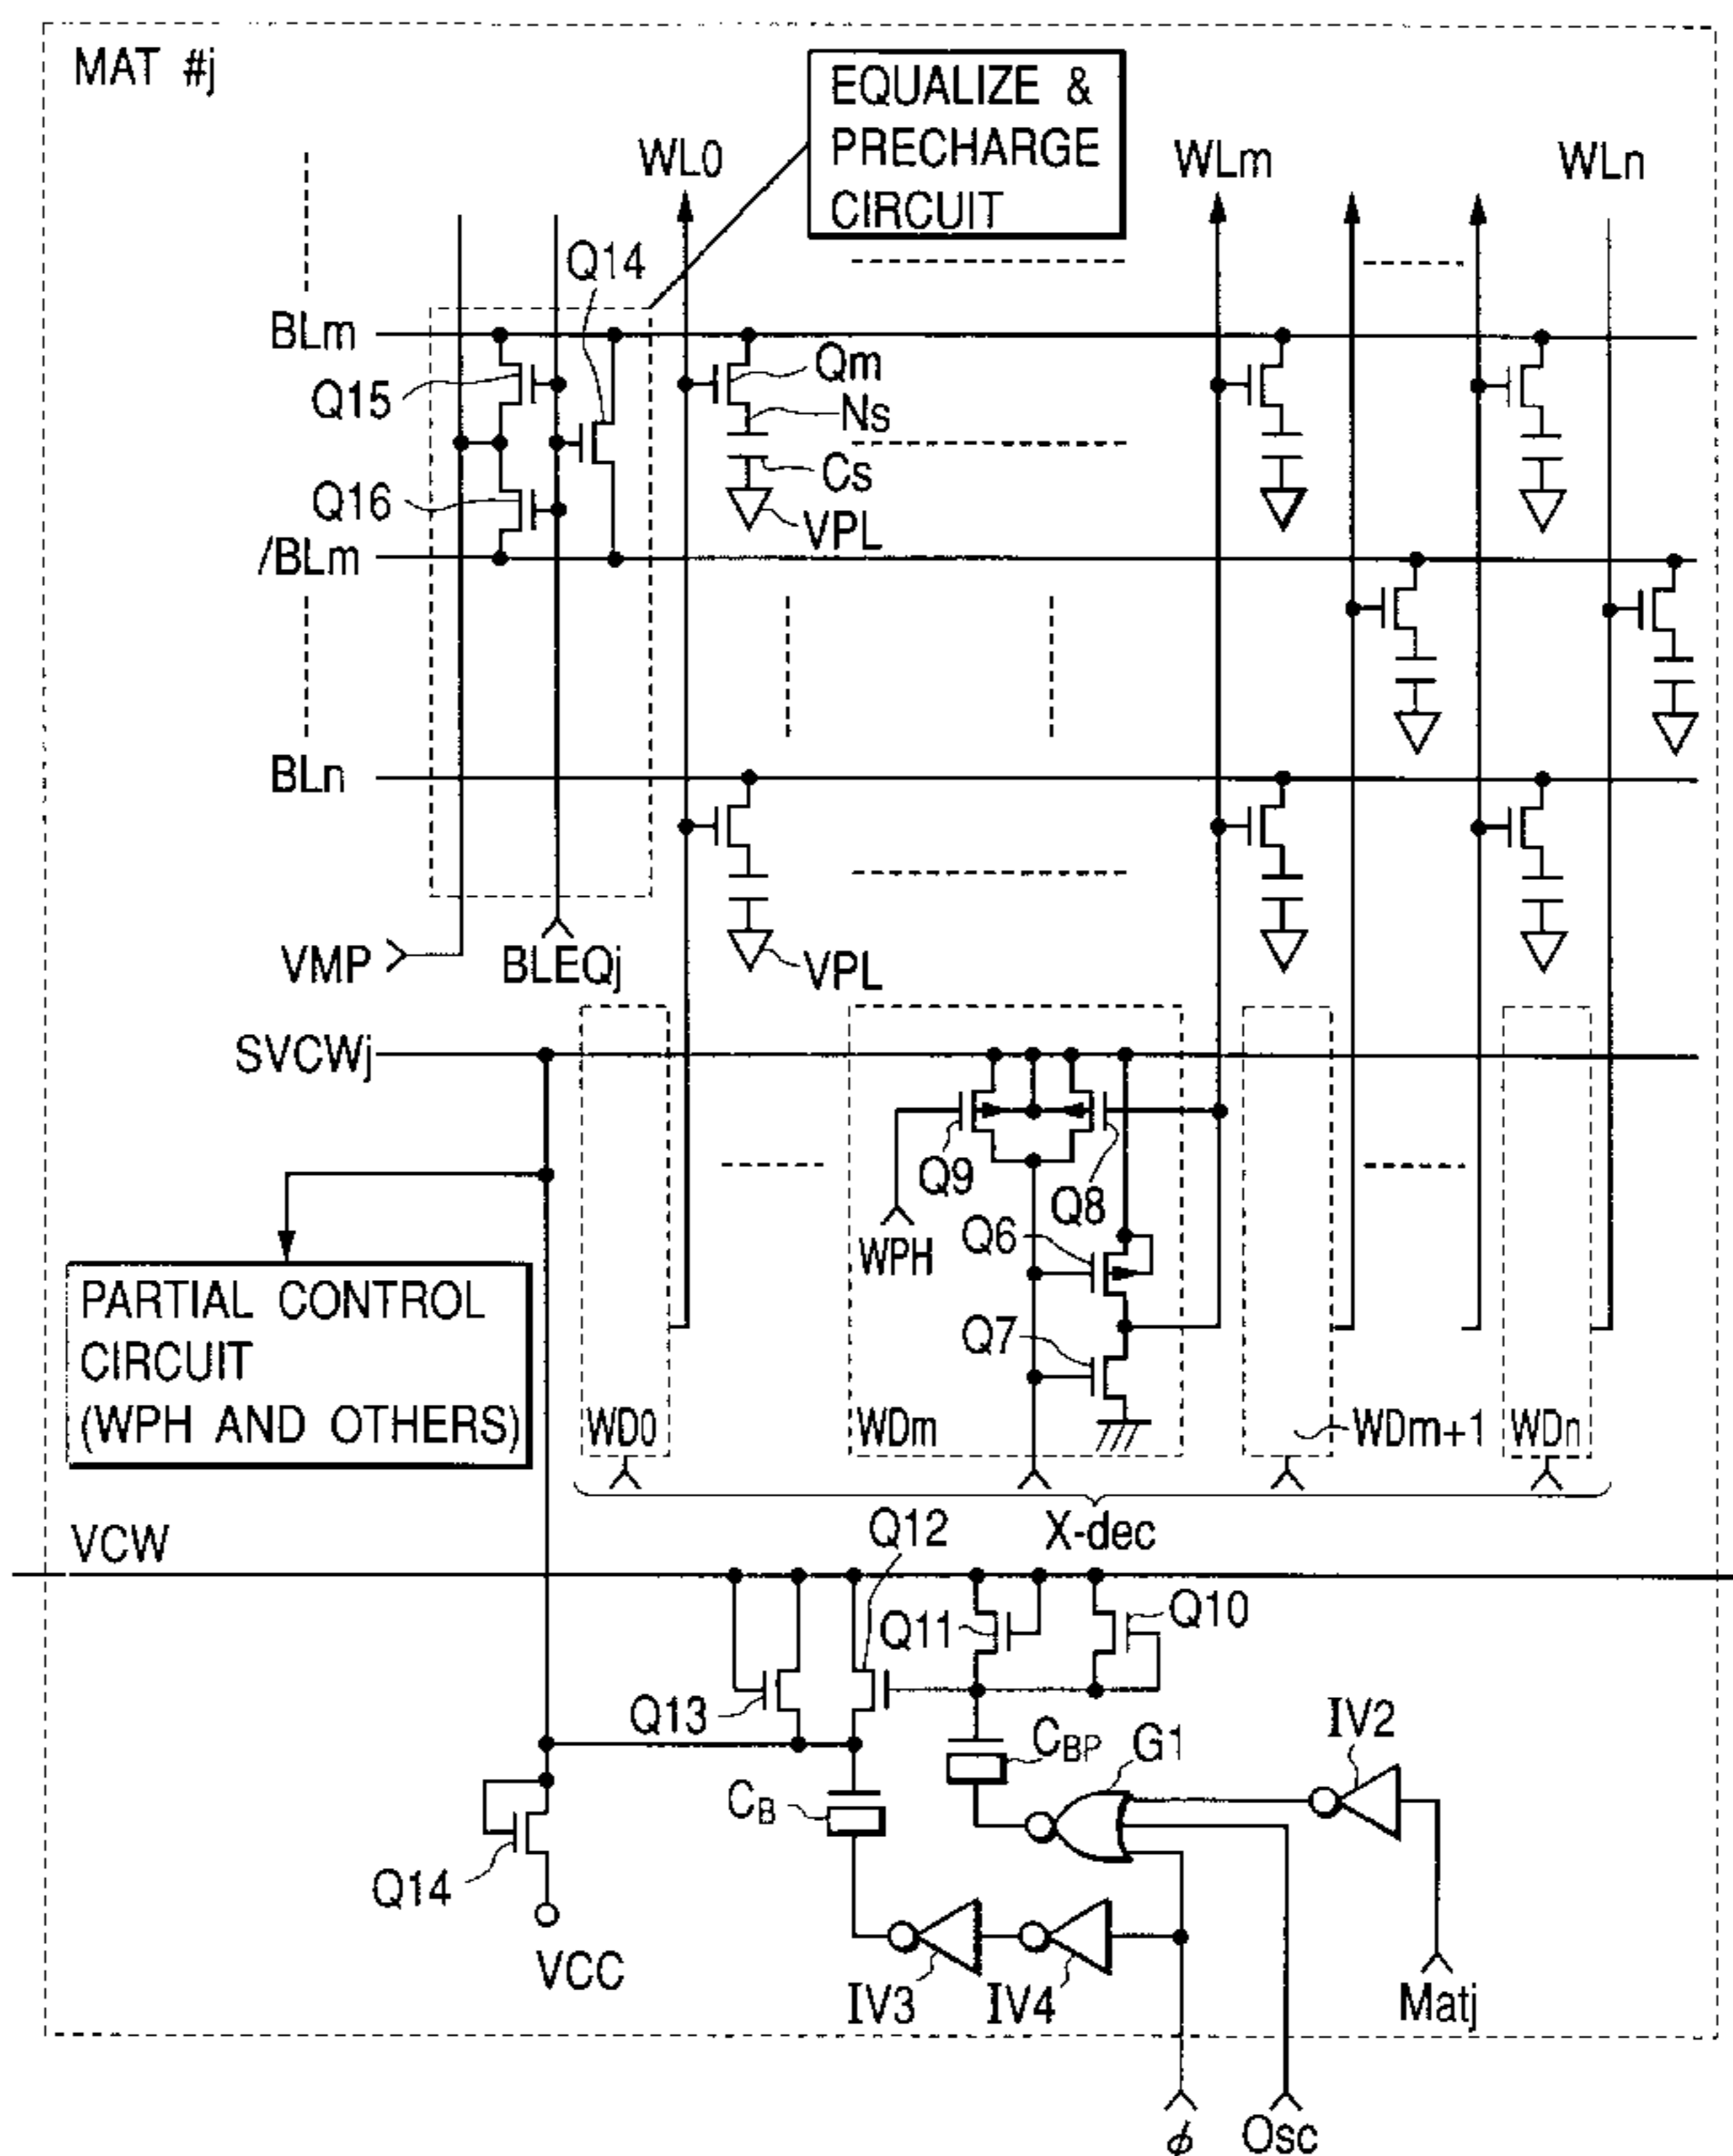 MAT #j
EQUALIZE &
PRECHARGE
CIRCUIT
WL0
WLm
WLn
Q14
BLm
Qm
Q15
Ns
Cs
Q16
VPL
/BLm
BLn
VMP
BLEQj
VPL
SVCWj
Q9
Q8
Q6
WPH
PARTIAL CONTROL
CIRCUIT
(WPH AND OTHERS)
Q7
WD0
WDm
WDm+1
WDn
X-dec
VCW
Q12
Q11
Q10
Q13
CBP
G1
IV2
CB
Q14
VCC
IV3
IV4
Matj
ϕ
Osc